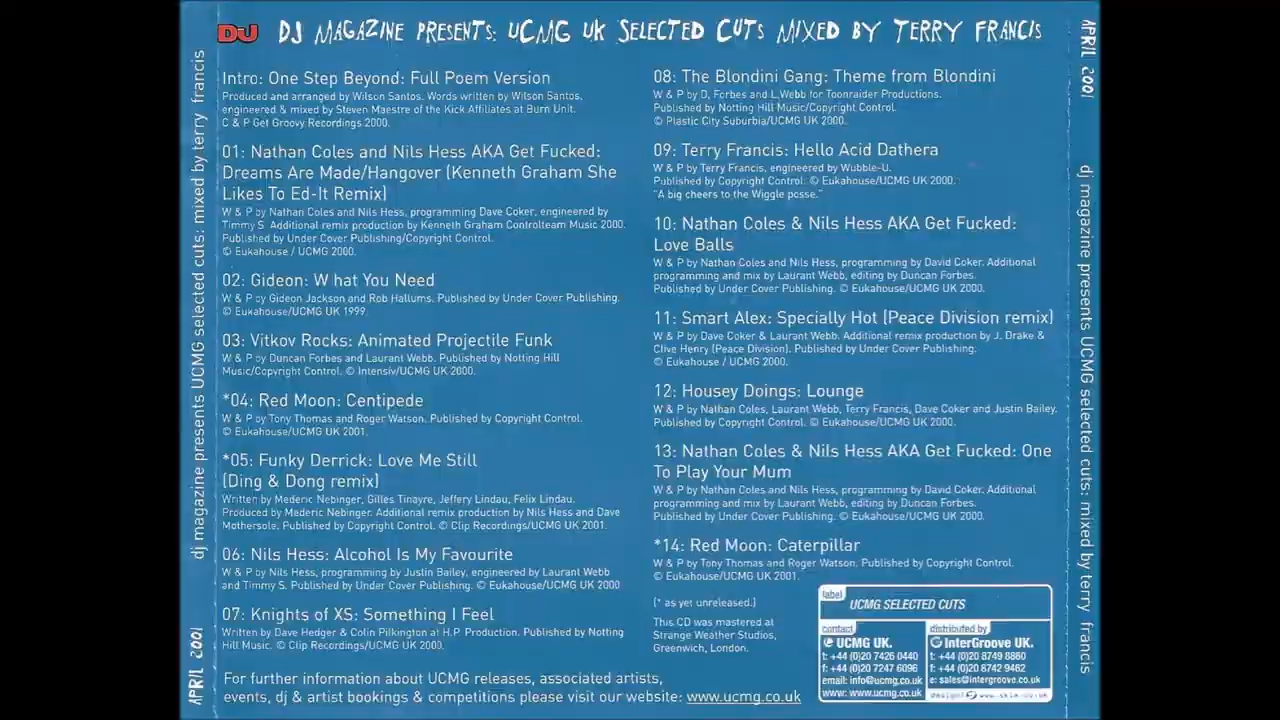 DJ DJ MAGAZINE PRESENTS: UCMG UK SELECTED CUTS MIXED BY TERRY FRANCIS
dj magazine presents UCMG selected cuts: mixed by terry francis
APRIL 2001
Intro: One Step Beyond: Full Poem Version
Produced and arranged by Wilson Santos. Words written by Wilson Santos,
engineered & mixed by Steven Maestre of the Kick Affiliates at Burn Unit.
C & P Get Groovy Recordings 2000.
01: Nathan Coles and Nils Hess AKA Get Fucked:
Dreams Are Made/Hangover (Kenneth Graham She
Likes To Ed-It Remix)
W & P by Nathan Coles and Nils Hess, programming Dave Coker, engineered by
Timmy S. Additional remix production by Kenneth Graham Controlteam Music 2000.
Published by Under Cover Publishing/Copyright Control.
© Eukahouse / UCMG 2000.
02: Gideon: What You Need
W & P by Gideon Jackson and Rob Hallums. Published by Under Cover Publishing.
© Eukahouse/UCMG UK 1999.
03: Vitkov Rocks: Animated Projectile Funk
W & P by Duncan Forbes and Laurant Webb. Published by Notting Hill
Music/Copyright Control. © Intensiv/UCMG UK 2000.
*04: Red Moon: Centipede
W & P by Tony Thomas and Roger Watson. Published by Copyright Control.
© Eukahouse/UCMG UK 2001.
*05: Funky Derrick: Love Me Still
(Ding & Dong remix)
Written by Mederic Nebinger, Gilles Tinayre, Jeffery Lindau, Felix Lindau.
Produced by Mederic Nebinger. Additional remix production by Nils Hess and Dave
Mothersole. Published by Copyright Control. © Clip Recordings/UCMG UK 2001.
06: Nils Hess: Alcohol Is My Favourite
W & P by Nils Hess, programming by Justin Bailey, engineered by Laurant Webb
and Timmy S. Published by Under Cover Publishing. © Eukahouse/UCMG UK 2000
07: Knights of XS: Something I Feel
Written by Dave Hedger & Colin Pilkington at H.P. Production. Published by Notting
Hill Music. © Clip Recordings/UCMG UK 2000.
08: The Blondini Gang: Theme from Blondini
W & P by D, Forbes and L,Webb for Toonraider Productions.
Published by Notting Hill Music/Copyright Control.
© Plastic City Suburbia/UCMG UK 2000.
09: Terry Francis: Hello Acid Dathera
W & P by Terry Francis, engineered by Wubble-U.
Published by Copyright Control. © Eukahouse/UCMG UK 2000.
"A big cheers to the Wiggle posse."
10: Nathan Coles & Nils Hess AKA Get Fucked:
Love Balls
W & P by Nathan Coles and Nils Hess, programming by David Coker. Additional
programming and mix by Laurant Webb, editing by Duncan Forbes.
Published by Under Cover Publishing. © Eukahouse/UCMG UK 2000.
11: Smart Alex: Specially Hot (Peace Division remix)
W & P by Dave Coker & Laurant Webb. Additional remix production by J. Drake &
Clive Henry (Peace Division). Published by Under Cover Publishing.
© Eukahouse / UCMG 2000.
12: Housey Doings: Lounge
W & P by Nathan Coles, Laurant Webb, Terry Francis, Dave Coker and Justin Bailey.
Published by Copyright Control. © Eukahouse/UCMG UK 2000.
13: Nathan Coles & Nils Hess AKA Get Fucked: One
To Play Your Mum
W & P by Nathan Coles and Nils Hess, programming by David Coker. Additional
programming and mix by Laurant Webb, editing by Duncan Forbes.
Published by Under Cover Publishing. © Eukahouse/UCMG UK 2000.
*14: Red Moon: Caterpillar
W & P by Tony Thomas and Roger Watson. Published by Copyright Control.
© Eukahouse/UCMG UK 2001.
(* as yet unreleased.)
This CD was mastered at
Strange Weather Studios,
Greenwich, London.
For further information about UCMG releases, associated artists,
events, dj & artist bookings & competitions please visit our website: www.ucmg.co.uk
label
UCMG SELECTED CUTS
contact
UCMG UK.
t: +44 (0)20 7426 0440
f: +44 (0)20 7247 6096
email: info@ucmg.co.uk
www: www.ucmg.co.uk
distributed by
InterGroove UK.
t: +44 (0)20 8749 8860
f: +44 (0)20 8742 9462
e: sales@intergroove.co.uk
design:
APRIL 2001
dj magazine presents UCMG selected cuts: mixed by terry francis